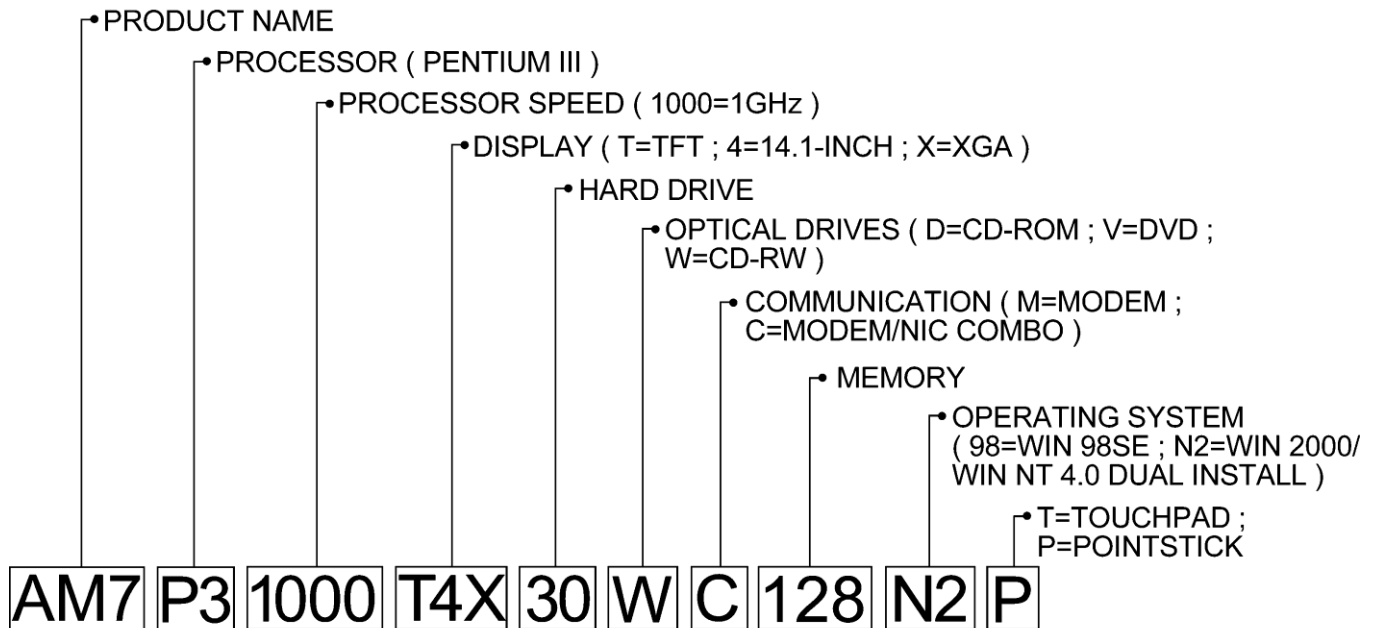 PRODUCT NAME
PROCESSOR ( PENTIUM III )
PROCESSOR SPEED ( 1000=1GHz )
DISPLAY ( T=TFT ; 4=14.1-INCH ; X=XGA )
HARD DRIVE
OPTICAL DRIVES ( D=CD-ROM ; V=DVD ;
W=CD-RW )
COMMUNICATION ( M=MODEM ;
C=MODEM/NIC COMBO )
MEMORY
OPERATING SYSTEM
( 98=WIN 98SE ; N2=WIN 2000/
WIN NT 4.0 DUAL INSTALL )
T=TOUCHPAD ;
P=POINTSTICK
AM7 P3 1000 T4X 30 W C 128 N2 P